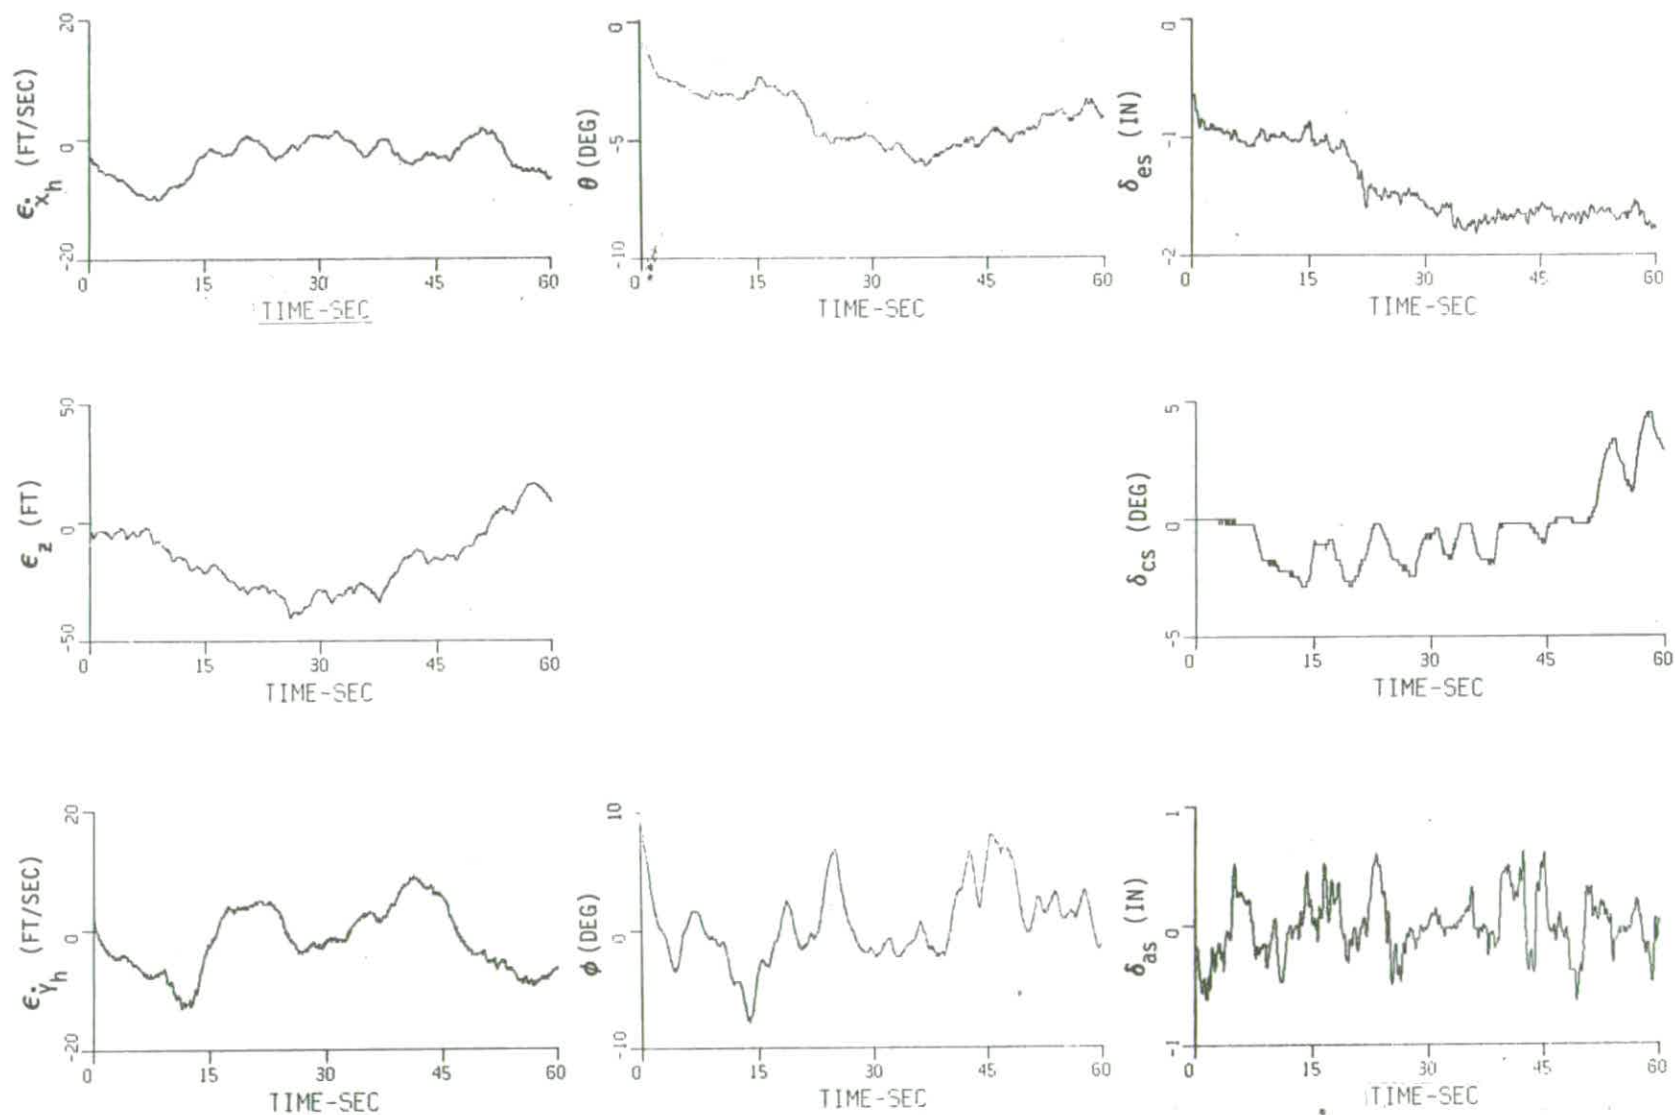 20 0 -20
ϵẋh (FT/SEC)
0 15 30 45 60
TIME-SEC
0 -5 -10
θ (DEG)
0 15 30 45 60
TIME-SEC
0 -1 -2
δes (IN)
0 15 30 45 60
TIME-SEC
50 0 -50
ϵz (FT)
0 15 30 45 60
TIME-SEC
5 0 -5
δcs (DEG)
0 15 30 45 60
TIME-SEC
20 0 -20
ϵẏh (FT/SEC)
0 15 30 45 60
TIME-SEC
10 0 -10
φ (DEG)
0 15 30 45 60
TIME-SEC
1 0 -1
δas (IN)
0 15 30 45 60
TIME-SEC